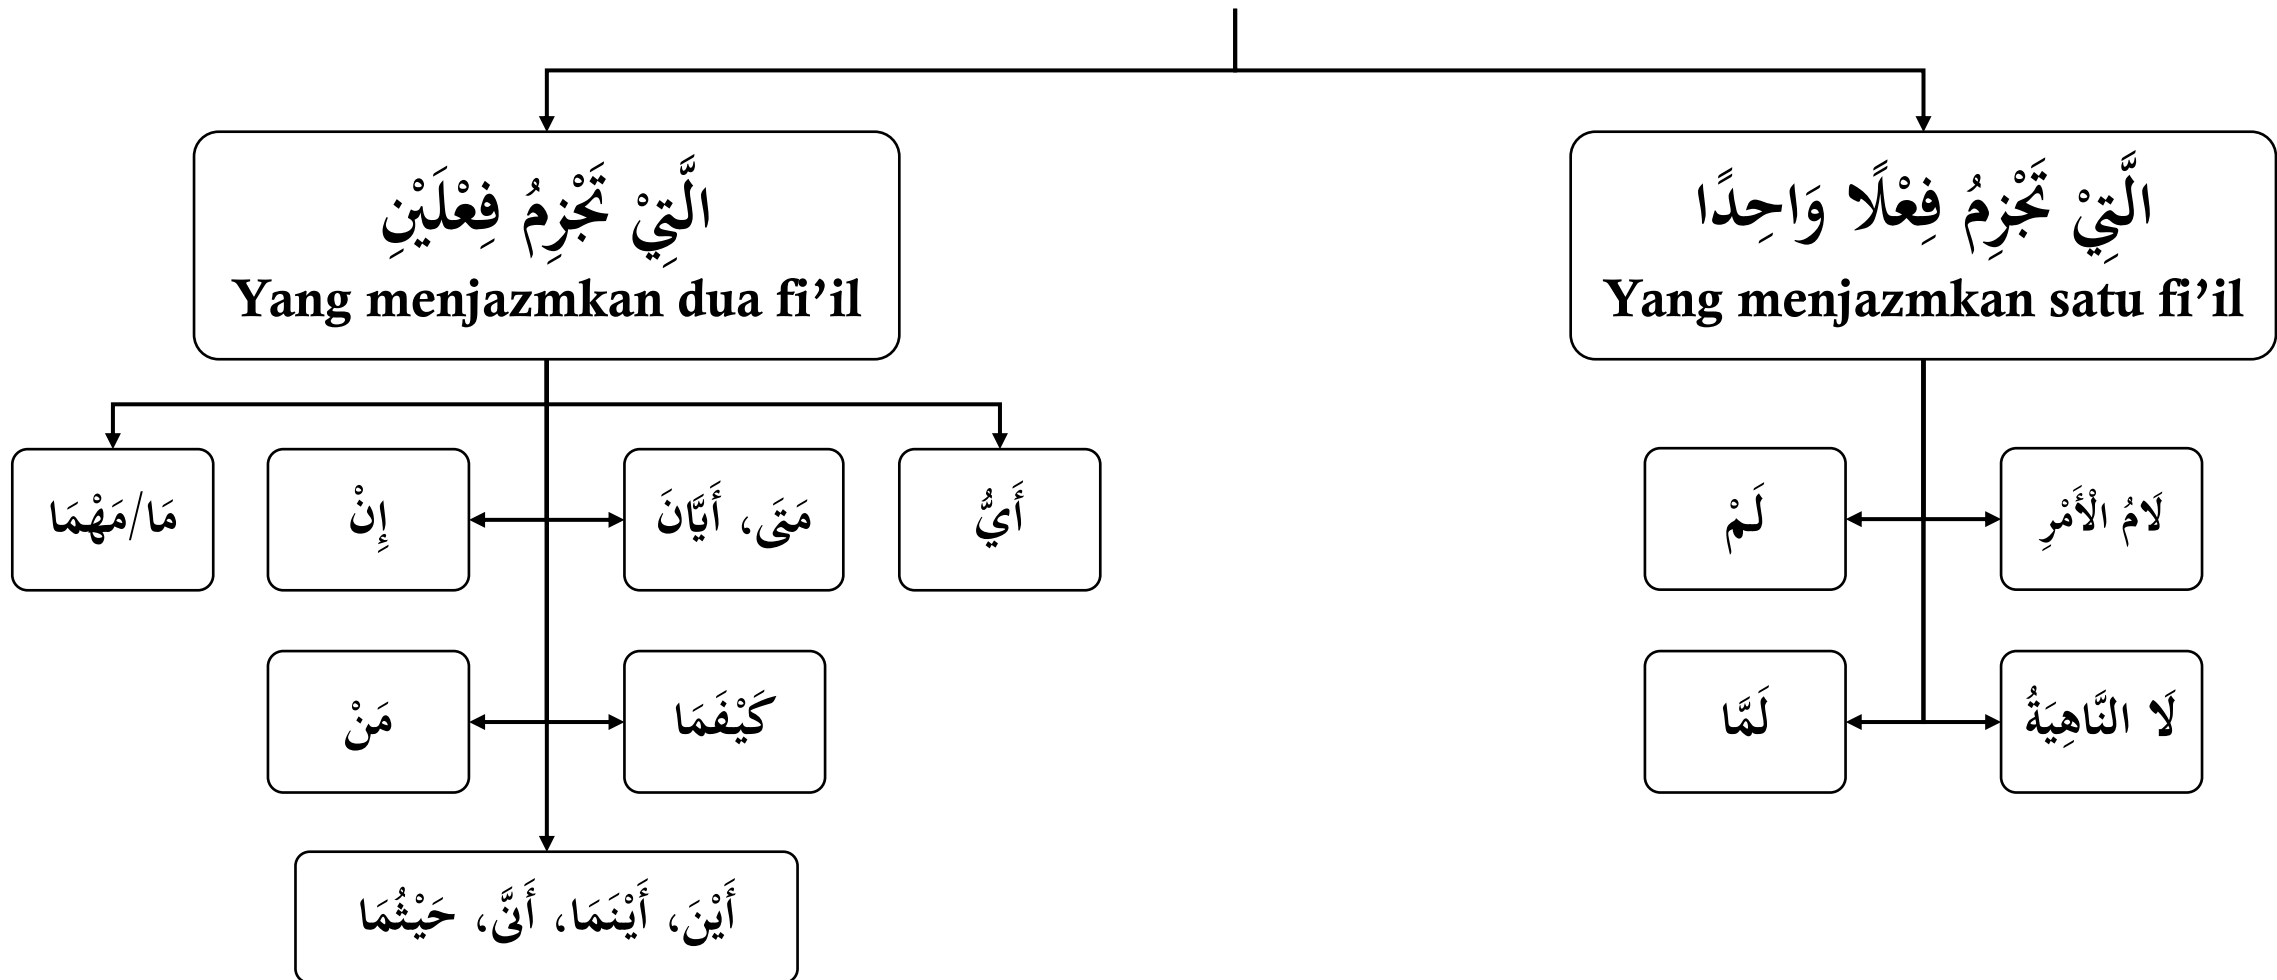 الَّتِيْ تَجْزِمُ فِعْلًا وَاحِدًا
Yang menjazmkan satu fi’il
لَامُ الْأَمْرِ
لَمْ
لَا النَّاهِيَةُ
لَمَّا
الَّتِيْ تَجْزِمُ فِعْلَيْنِ
Yang menjazmkan dua fi’il
أَيُّ
مَتَى، أَيَّانَ
إِنْ
مَا/مَهْمَا
كَيْفَمَا
مَنْ
أَيْنَ، أَيْنَمَا، أَنَّى، حَيْثُمَا